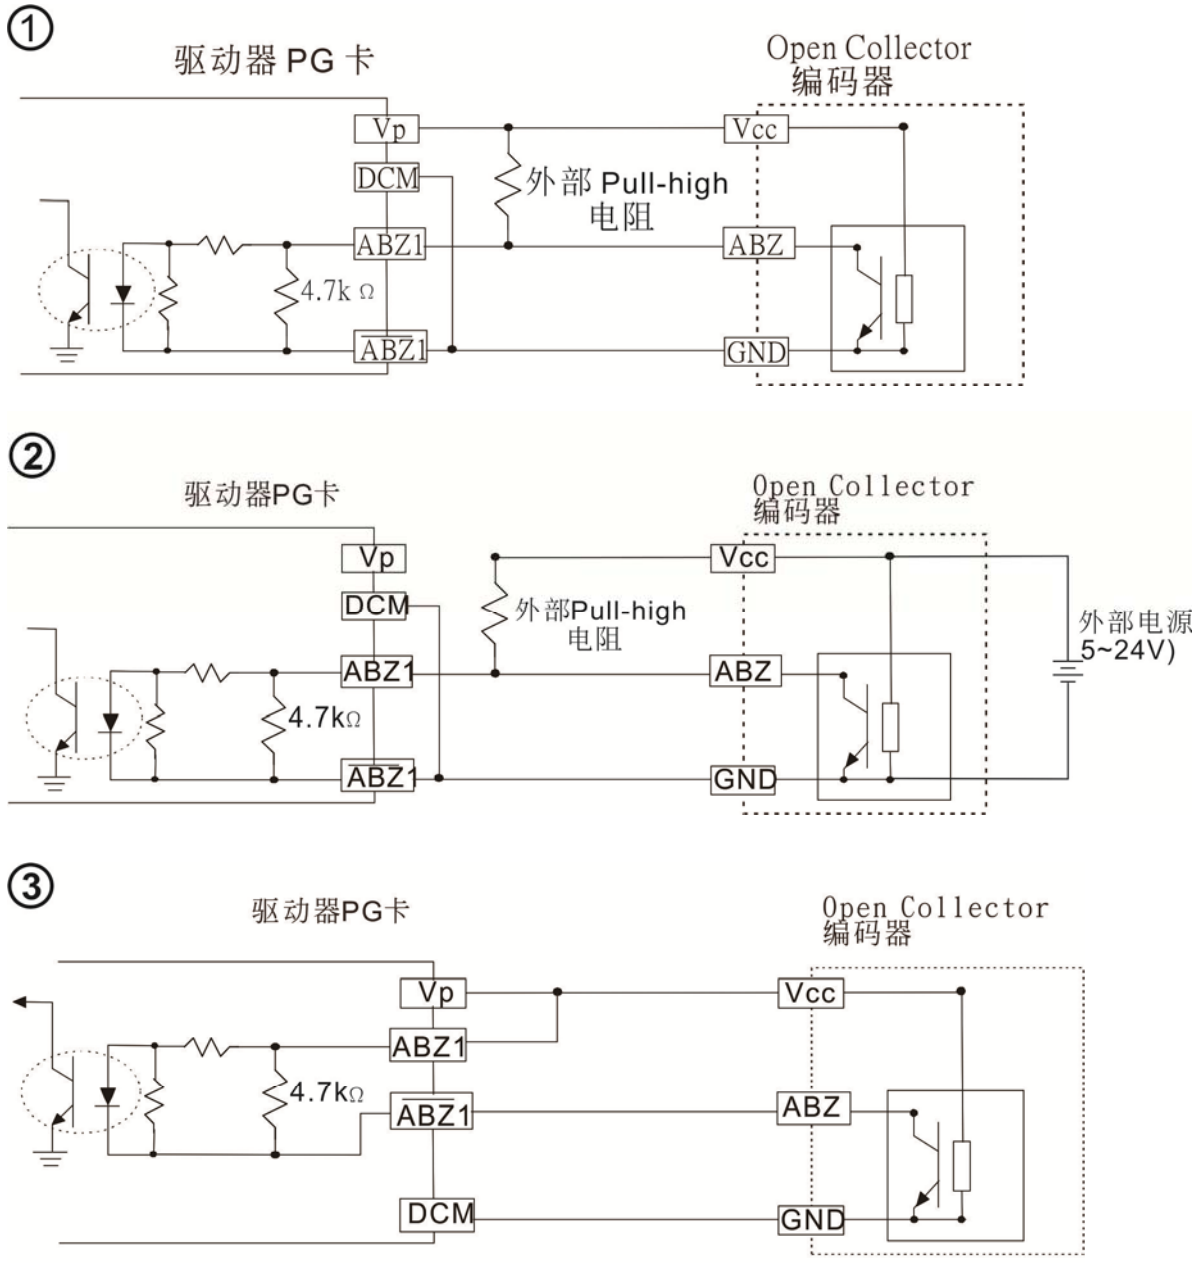 ①
驱动器 PG 卡
Open Collector
编码器
Vp
Vcc
DCM
外部 Pull-high
电阻
ABZ1
ABZ
4.7k Ω
A̅B̅Z̅1
GND
②
驱动器PG卡
Open Collector
编码器
Vp
Vcc
DCM
外部Pull-high
电阻
外部电源
5~24V)
ABZ1
ABZ
4.7kΩ
A̅B̅Z̅1
GND
③
驱动器PG卡
Open Collector
编码器
Vp
Vcc
ABZ1
4.7kΩ
A̅B̅Z̅1
ABZ
DCM
GND